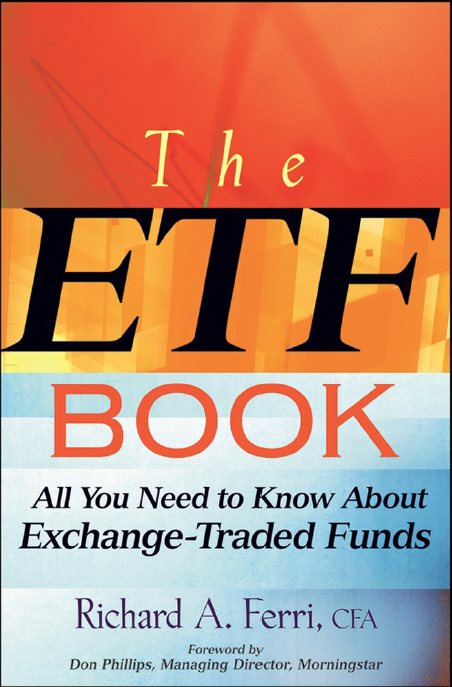 The
ETF
BOOK
All You Need to Know About
Exchange-Traded Funds
Richard A. Ferri, CFA
Foreword by
Don Phillips, Managing Director, Morningstar